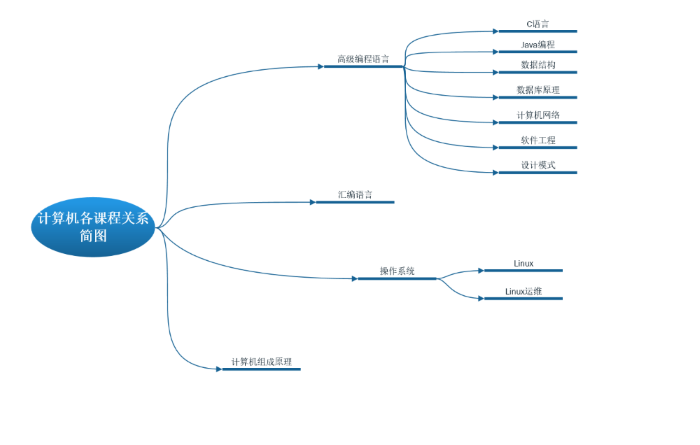 计算机各课程关系
简图
高级编程语言
C语言
Java编程
数据结构
数据库原理
计算机网络
软件工程
设计模式
汇编语言
操作系统
Linux
Linux运维
计算机组成原理